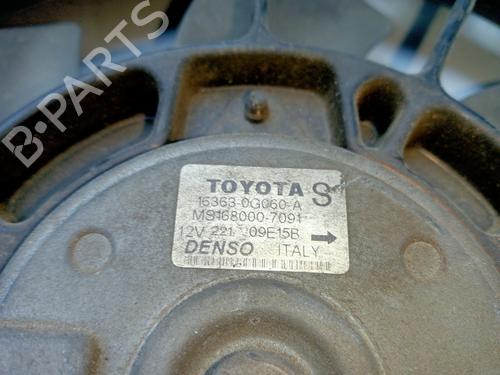 B-PARTS
TOYOTA S
16363-0G060-A
MS168000-7091
12V 221 09E15B
DENSO ITALY